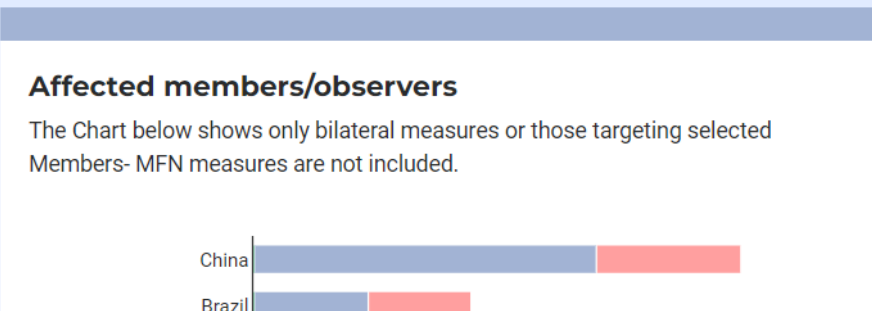 Affected members/observers
The Chart below shows only bilateral measures or those targeting selected
Members- MFN measures are not included.
China
Brazil